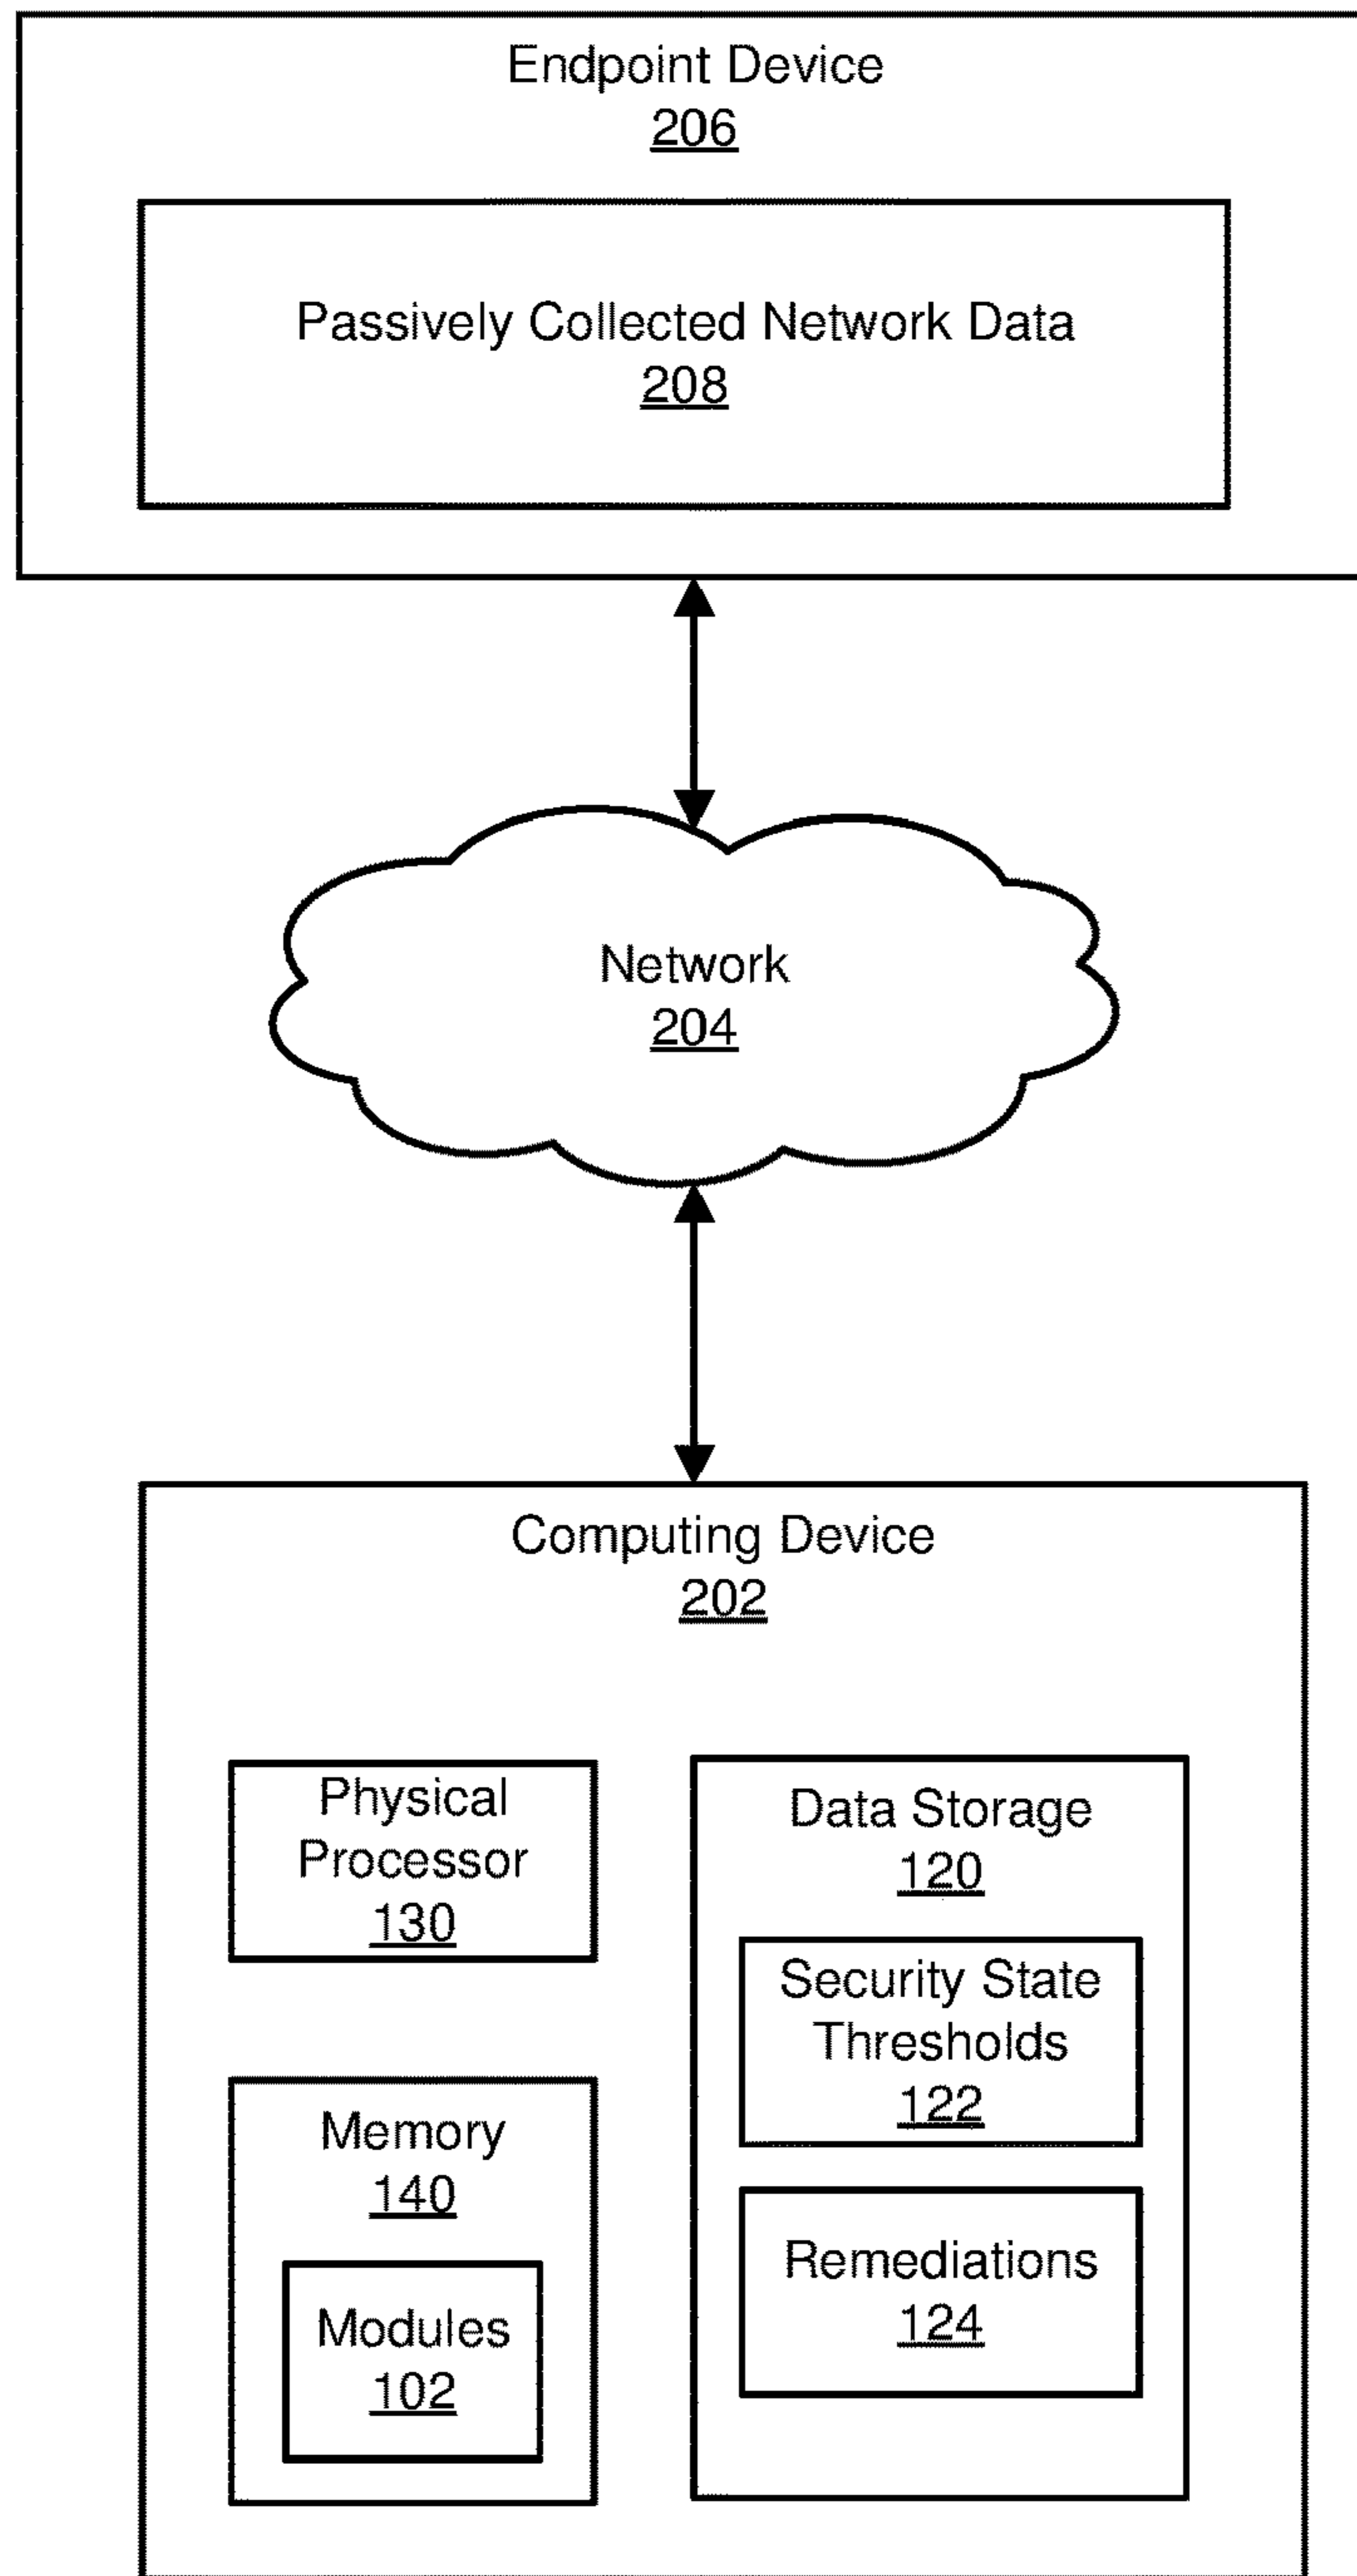 Endpoint Device
206
Passively Collected Network Data
208
Network
204
Computing Device
202
Physical
Processor
130
Memory
140
Modules
102
Data Storage
120
Security State
Thresholds
122
Remediations
124